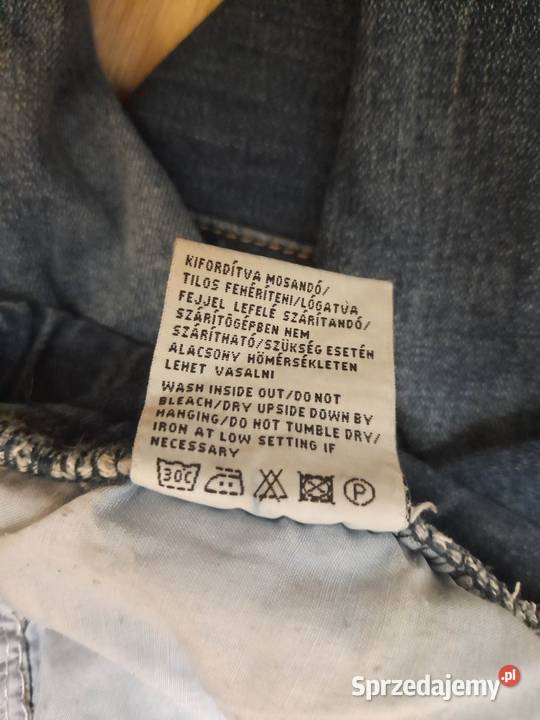 KIFORDÍTVA MOSANDÓ/
TILOS FEHÉRÍTENI/LÓGATVA
FEJJEL LEFELÉ SZÁRÍTANDÓ/
SZÁRÍTÓGÉPBEN NEM
SZÁRÍTHATÓ/SZÜKSÉG ESETÉN
ALACSONY HÖMÉRSÉKLETEN
LEHET VASALNI
WASH INSIDE OUT/DO NOT
BLEACH/DRY UPSIDE DOWN BY
HANGING/DO NOT TUMBLE DRY/
IRON AT LOW SETTING IF
NECESSARY
30C P
Sprzedajemy.pl